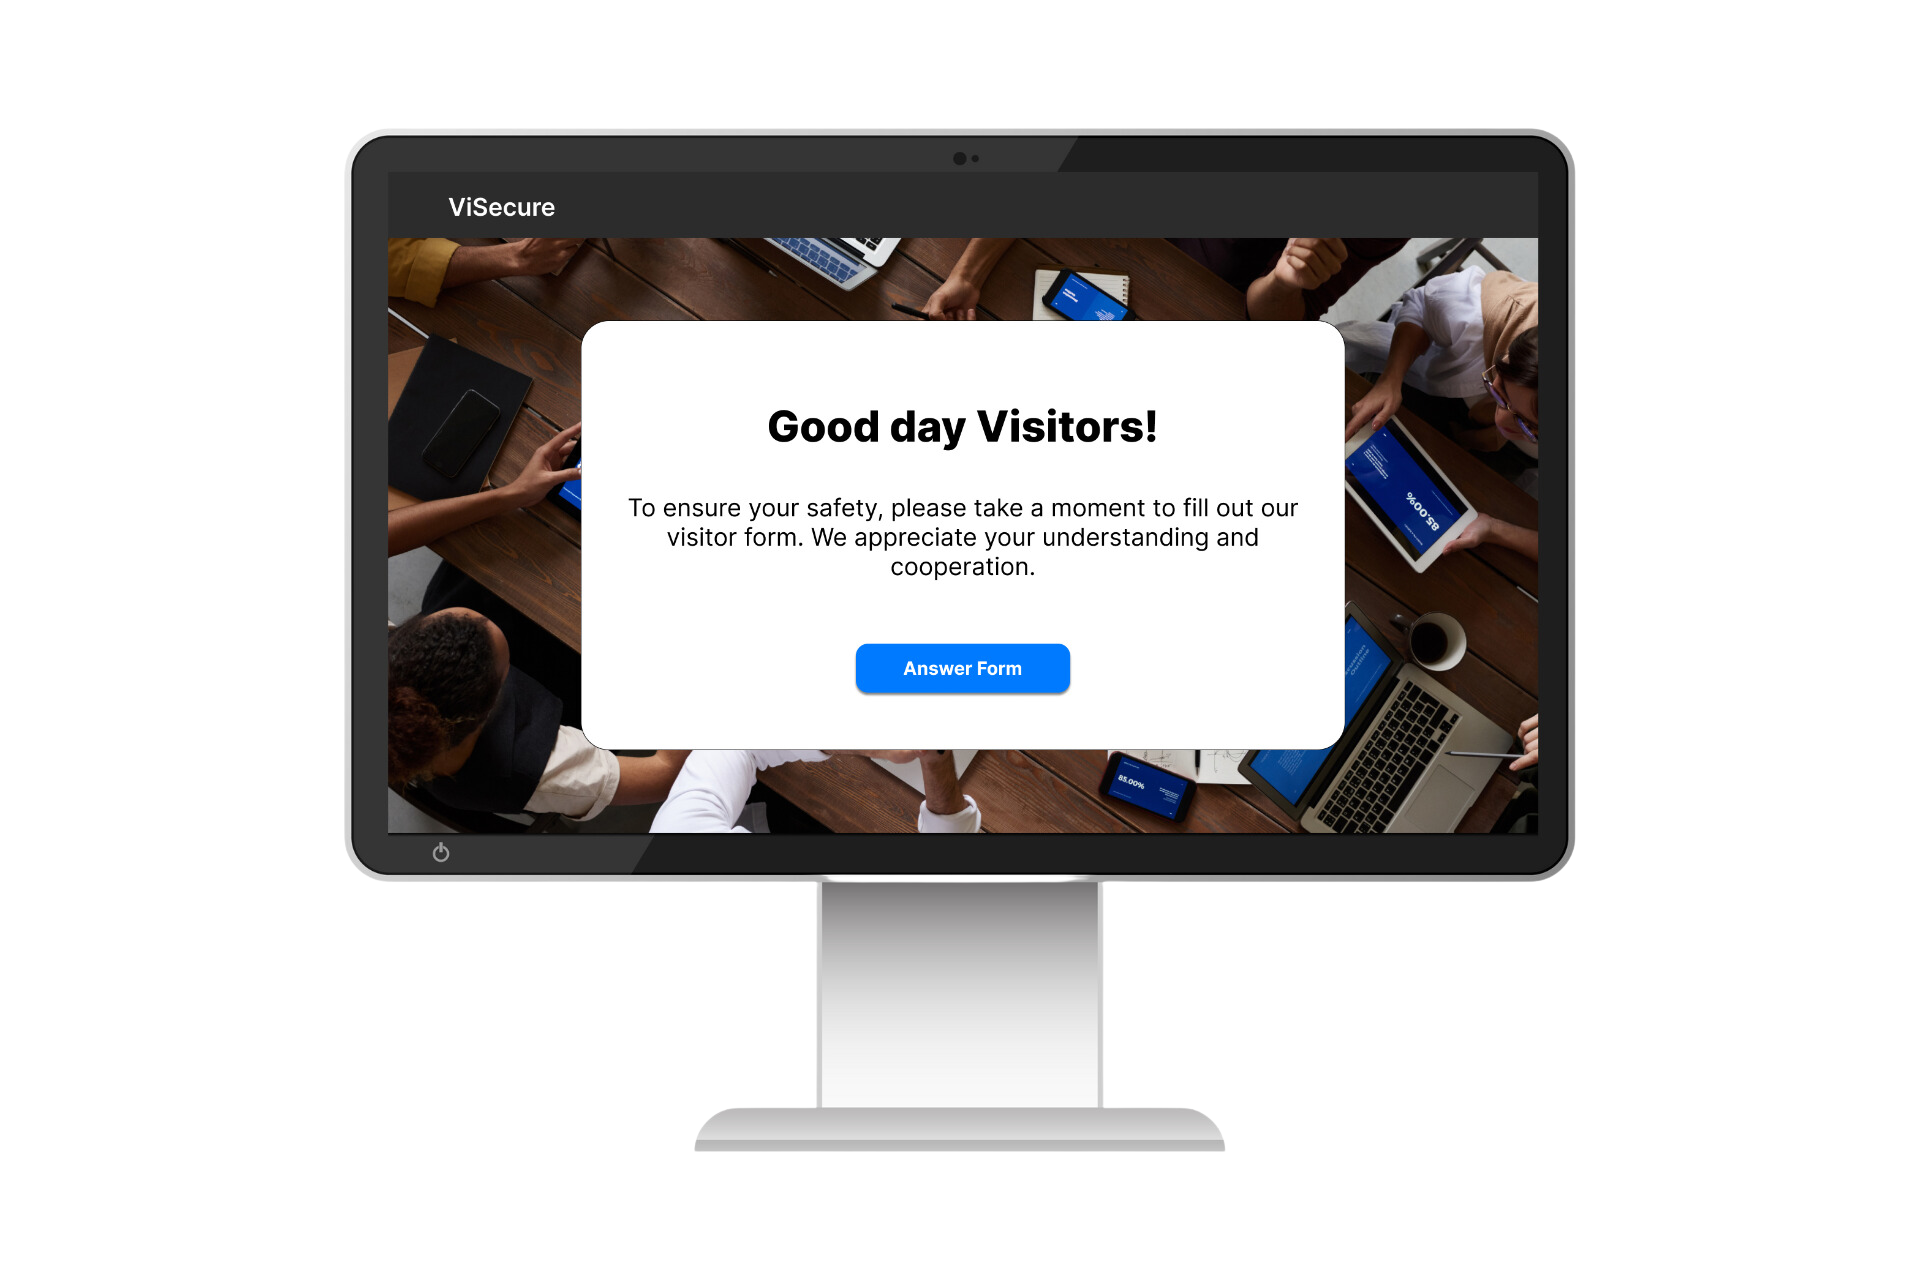 ViSecure
Good day Visitors!
To ensure your safety, please take a moment to fill out our
visitor form. We appreciate your understanding and
cooperation.
Answer Form
85.00%
85.00%